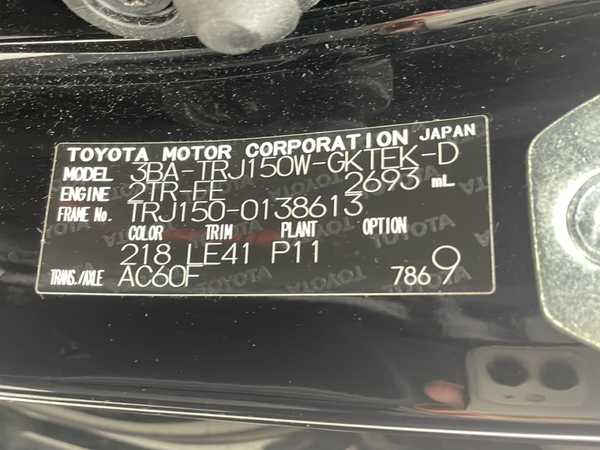 TOYOTA MOTOR CORPORATION JAPAN
MODEL 3BA-TRJ150W-GKTEK-D
ENGINE 2TR-FE 2693 mL
FRAME No. TRJ150-0138613
COLOR TRIM PLANT OPTION
218 LE41 P11
TRANS./AXLE AC60F 786 9